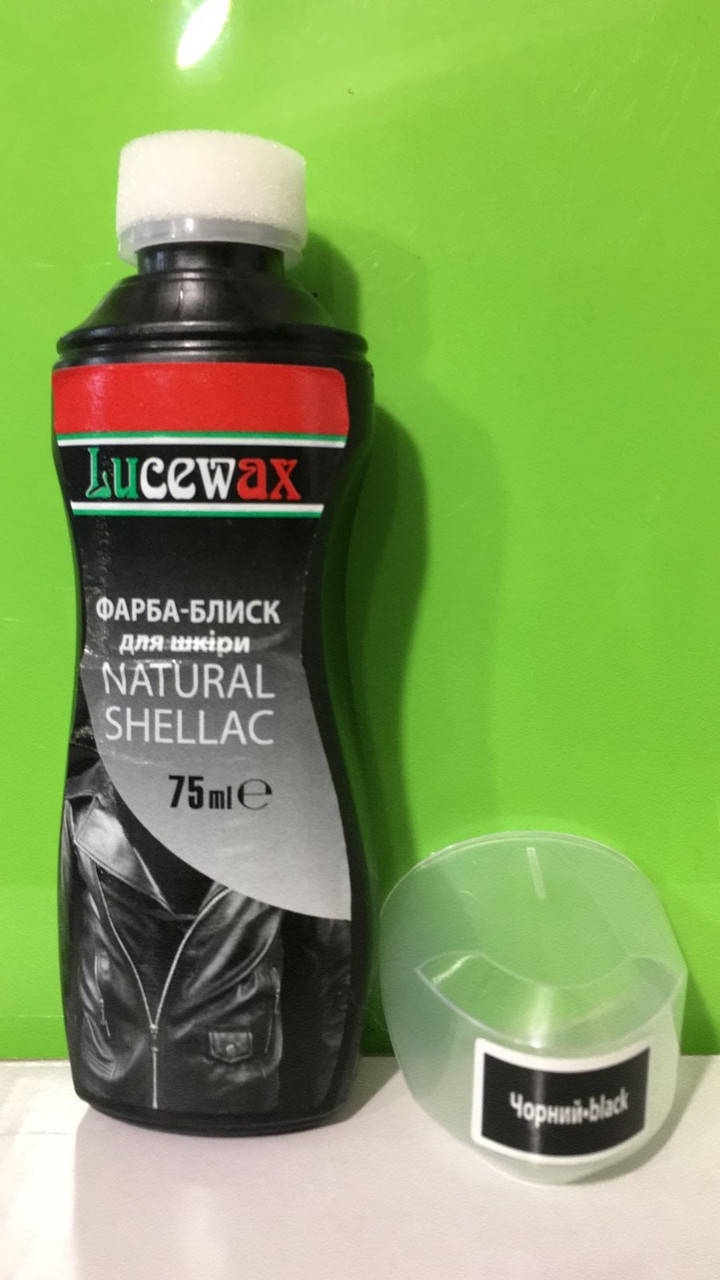 Lucewax
ФАРБА-БЛИСК
для шкіри
NATURAL
SHELLAC
75ml℮
Чорний•black